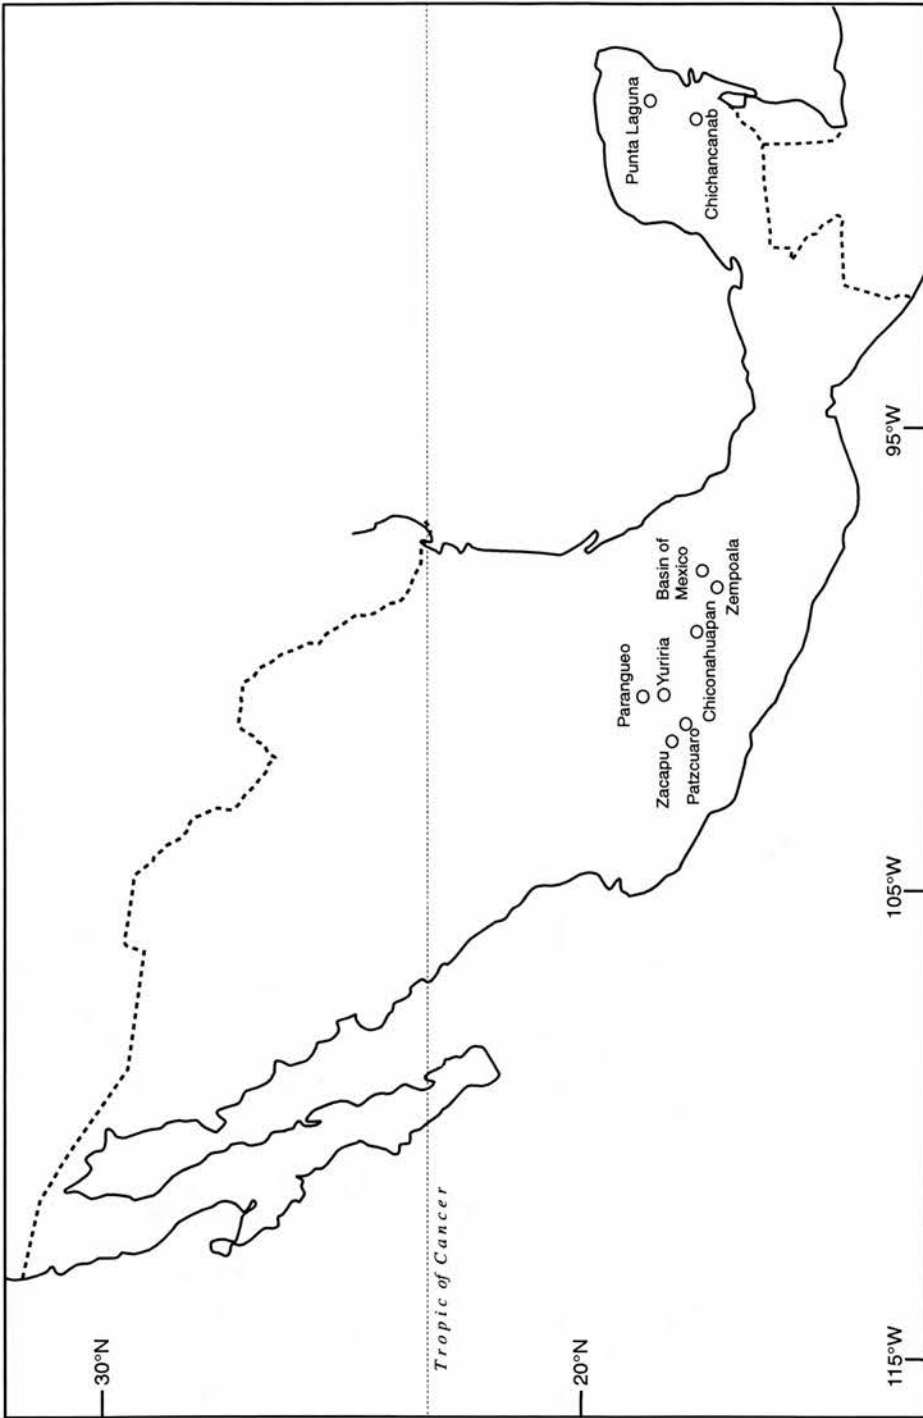 30°N
20°N
Tropic of Cancer
115°W
105°W
95°W
Parangueo
Yuriria
Zacapu
Patzcuaro
Chiconahuapan
Basin of
Mexico
Zempoala
Punta Laguna
Chichancanab